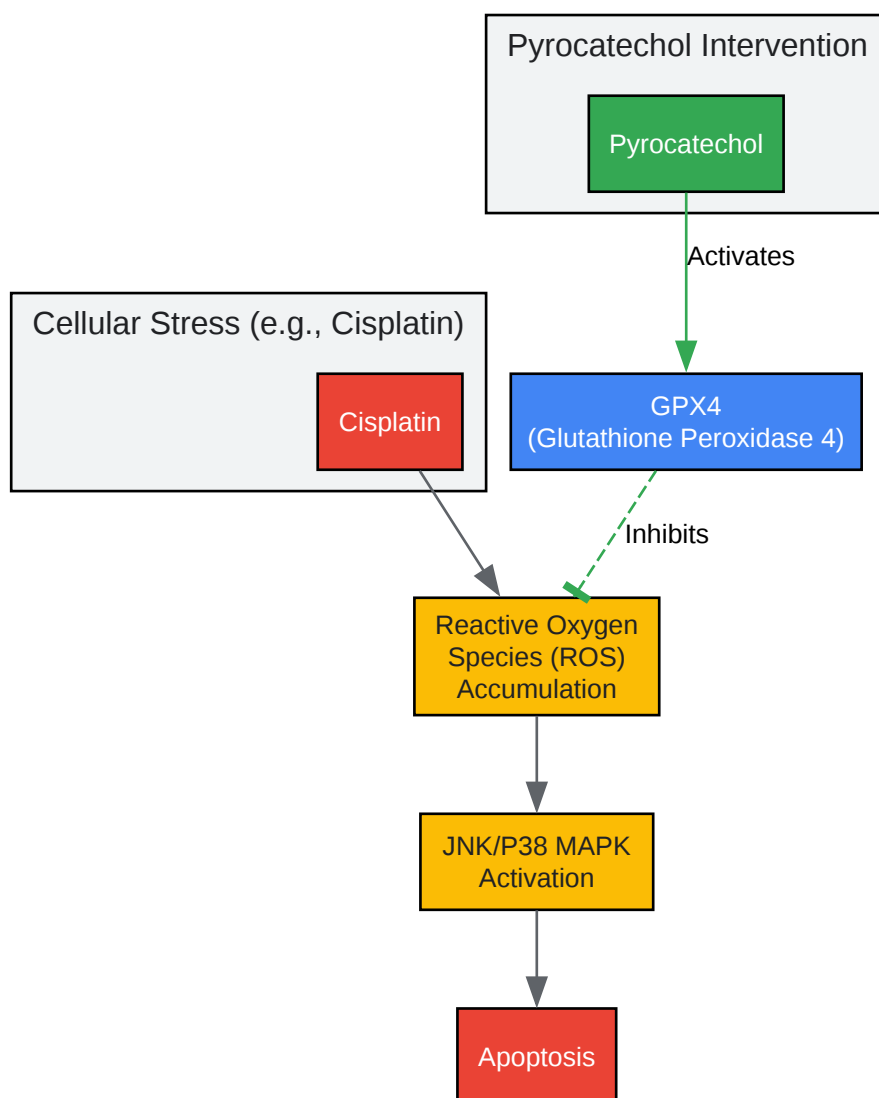 Pyrocatechol Intervention
Pyrocatechol
Activates
Cellular Stress (e.g., Cisplatin)
Cisplatin
GPX4
(Glutathione Peroxidase 4)
Inhibits
Reactive Oxygen
Species (ROS)
Accumulation
JNK/P38 MAPK
Activation
Apoptosis